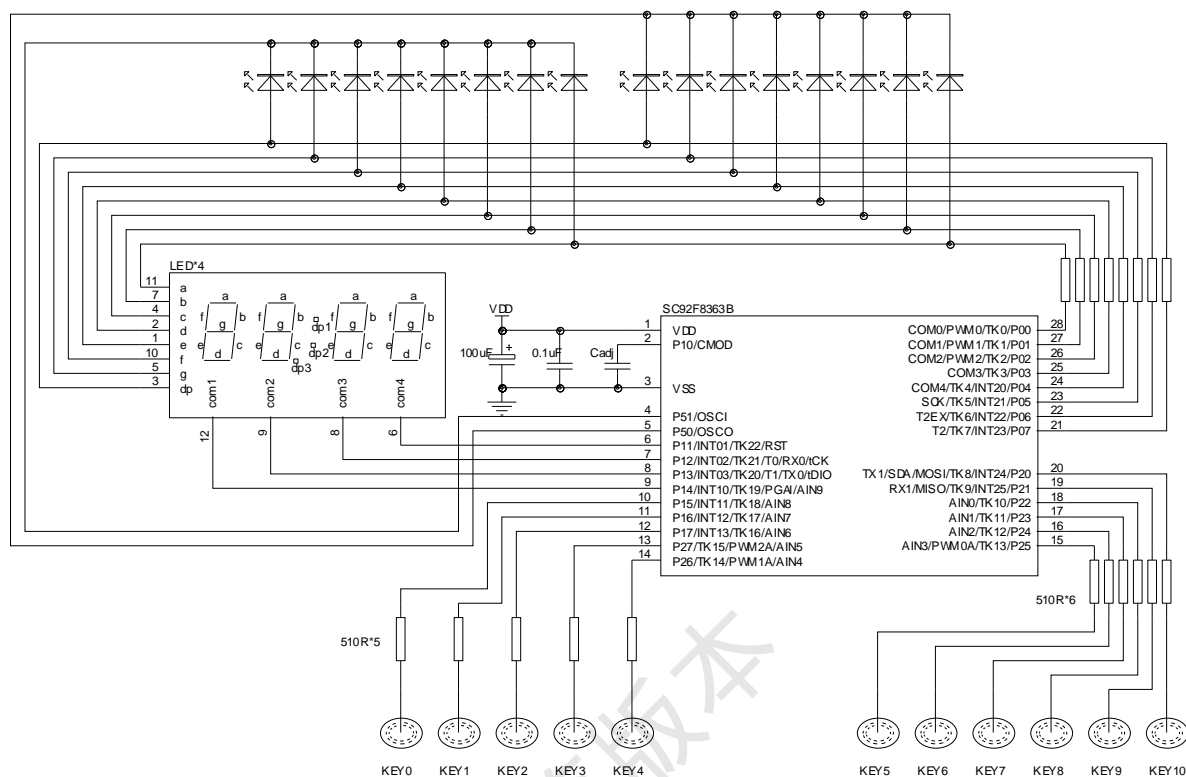 LED*4
11 a
7 b
4 c
2 d
1 e
10 f
5 g
3 dp
a a a a
f b f b f b f b
g g g g
e c e c e c e c
d d d d
dp1
dp2
dp3
com1 com2 com3 com4
12 9 8 6
VDD
100uF + 0.1uF Cadj
SC92F8363B
1 VDD
2 P10/CMOD
3 VSS
4 P51/OSCI
5 P50/OSCO
6 P11/INT01/TK22/RST
7 P12/INT02/TK21/T0/RX0/tCK
8 P13/INT03/TK20/T1/TX0/tDIO
9 P14/INT10/TK19/PGAI/AIN9
10 P15/INT11/TK18/AIN8
11 P16/INT12/TK17/AIN7
12 P17/INT13/TK16/AIN6
13 P27/TK15/PWM2A/AIN5
14 P26/TK14/PWM1A/AIN4
COM0/PWM0/TK0/P00 28
COM1/PWM1/TK1/P01 27
COM2/PWM2/TK2/P02 26
COM3/TK3/P03 25
COM4/TK4/INT20/P04 24
SCK/TK5/INT21/P05 23
T2EX/TK6/INT22/P06 22
T2/TK7/INT23/P07 21
TX1/SDA/MOSI/TK8/INT24/P20 20
RX1/MISO/TK9/INT25/P21 19
AIN0/TK10/P22 18
AIN1/TK11/P23 17
AIN2/TK12/P24 16
AIN3/PWM0A/TK13/P25 15
510R*5
510R*6
KEY0 KEY1 KEY2 KEY3 KEY4 KEY5 KEY6 KEY7 KEY8 KEY9 KEY10
版本